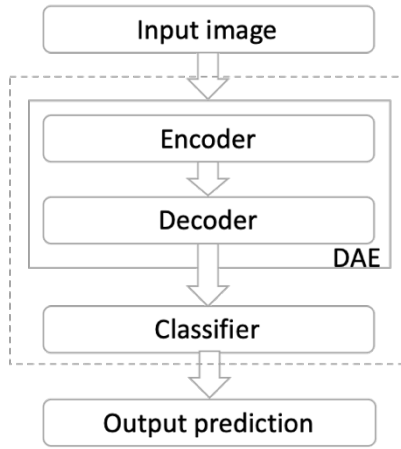 Input image
Encoder
Decoder
DAE
Classifier
Output prediction